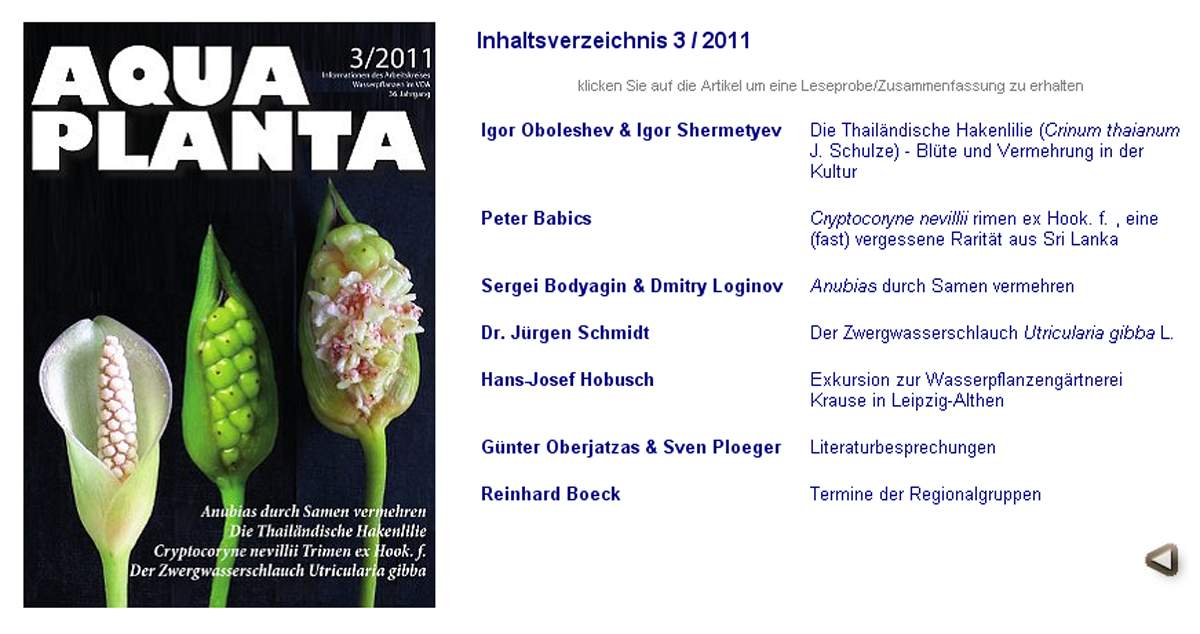 AQUA
PLANTA
3/2011
Informationen des Arbeitskreises
Wasserpflanzen im VDA
36. Jahrgang
Anubias durch Samen vermehren
Die Thailändische Hakenlilie
Cryptocoryne nevillii Trimen ex Hook. f.
Der Zwergwasserschlauch Utricularia gibba
Inhaltsverzeichnis 3 / 2011
klicken Sie auf die Artikel um eine Leseprobe/Zusammenfassung zu erhalten
Igor Oboleshev & Igor Shermetyev
Die Thailändische Hakenlilie (Crinum thaianum
J. Schulze) - Blüte und Vermehrung in der
Kultur
Peter Babics
Cryptocoryne nevillii rimen ex Hook. f. , eine
(fast) vergessene Rarität aus Sri Lanka
Sergei Bodyagin & Dmitry Loginov
Anubias durch Samen vermehren
Dr. Jürgen Schmidt
Der Zwergwasserschlauch Utricularia gibba L.
Hans-Josef Hobusch
Exkursion zur Wasserpflanzengärtnerei
Krause in Leipzig-Althen
Günter Oberjatzas & Sven Ploeger
Literaturbesprechungen
Reinhard Boeck
Termine der Regionalgruppen